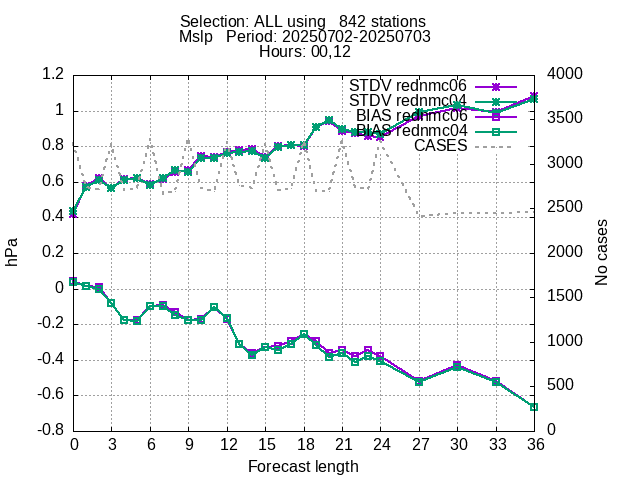 Selection: ALL using   842 stations
Mslp   Period: 20250702-20250703
Hours: 00,12
STDV rednmc06
STDV rednmc04
BIAS rednmc06
BIAS rednmc04
CASES
1.2
1
0.8
0.6
0.4
0.2
0
-0.2
-0.4
-0.6
-0.8
hPa
4000
3500
3000
2500
2000
1500
1000
500
0
No cases
0 3 6 9 12 15 18 21 24 27 30 33 36
Forecast length